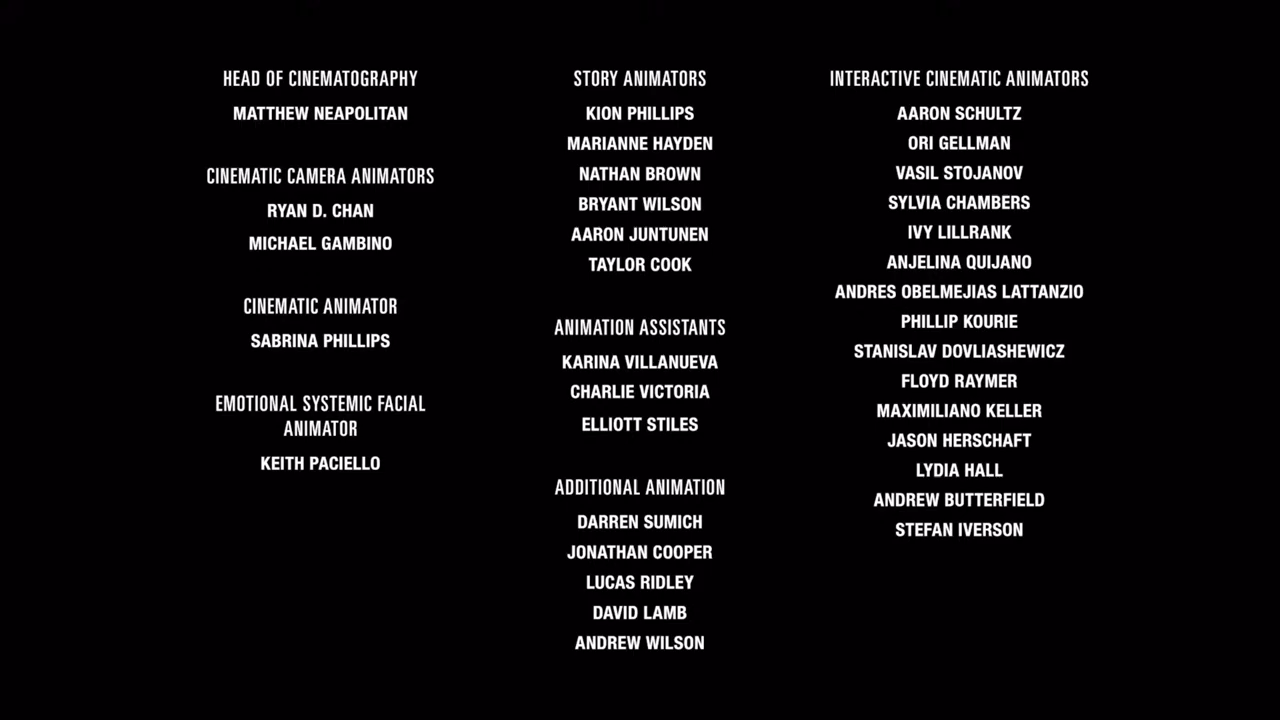 HEAD OF CINEMATOGRAPHY
MATTHEW NEAPOLITAN
CINEMATIC CAMERA ANIMATORS
RYAN D. CHAN
MICHAEL GAMBINO
CINEMATIC ANIMATOR
SABRINA PHILLIPS
EMOTIONAL SYSTEMIC FACIAL
ANIMATOR
KEITH PACIELLO
STORY ANIMATORS
KION PHILLIPS
MARIANNE HAYDEN
NATHAN BROWN
BRYANT WILSON
AARON JUNTUNEN
TAYLOR COOK
ANIMATION ASSISTANTS
KARINA VILLANUEVA
CHARLIE VICTORIA
ELLIOTT STILES
ADDITIONAL ANIMATION
DARREN SUMICH
JONATHAN COOPER
LUCAS RIDLEY
DAVID LAMB
ANDREW WILSON
INTERACTIVE CINEMATIC ANIMATORS
AARON SCHULTZ
ORI GELLMAN
VASIL STOJANOV
SYLVIA CHAMBERS
IVY LILLRANK
ANJELINA QUIJANO
ANDRES OBELMEJIAS LATTANZIO
PHILLIP KOURIE
STANISLAV DOVLIASHEWICZ
FLOYD RAYMER
MAXIMILIANO KELLER
JASON HERSCHAFT
LYDIA HALL
ANDREW BUTTERFIELD
STEFAN IVERSON